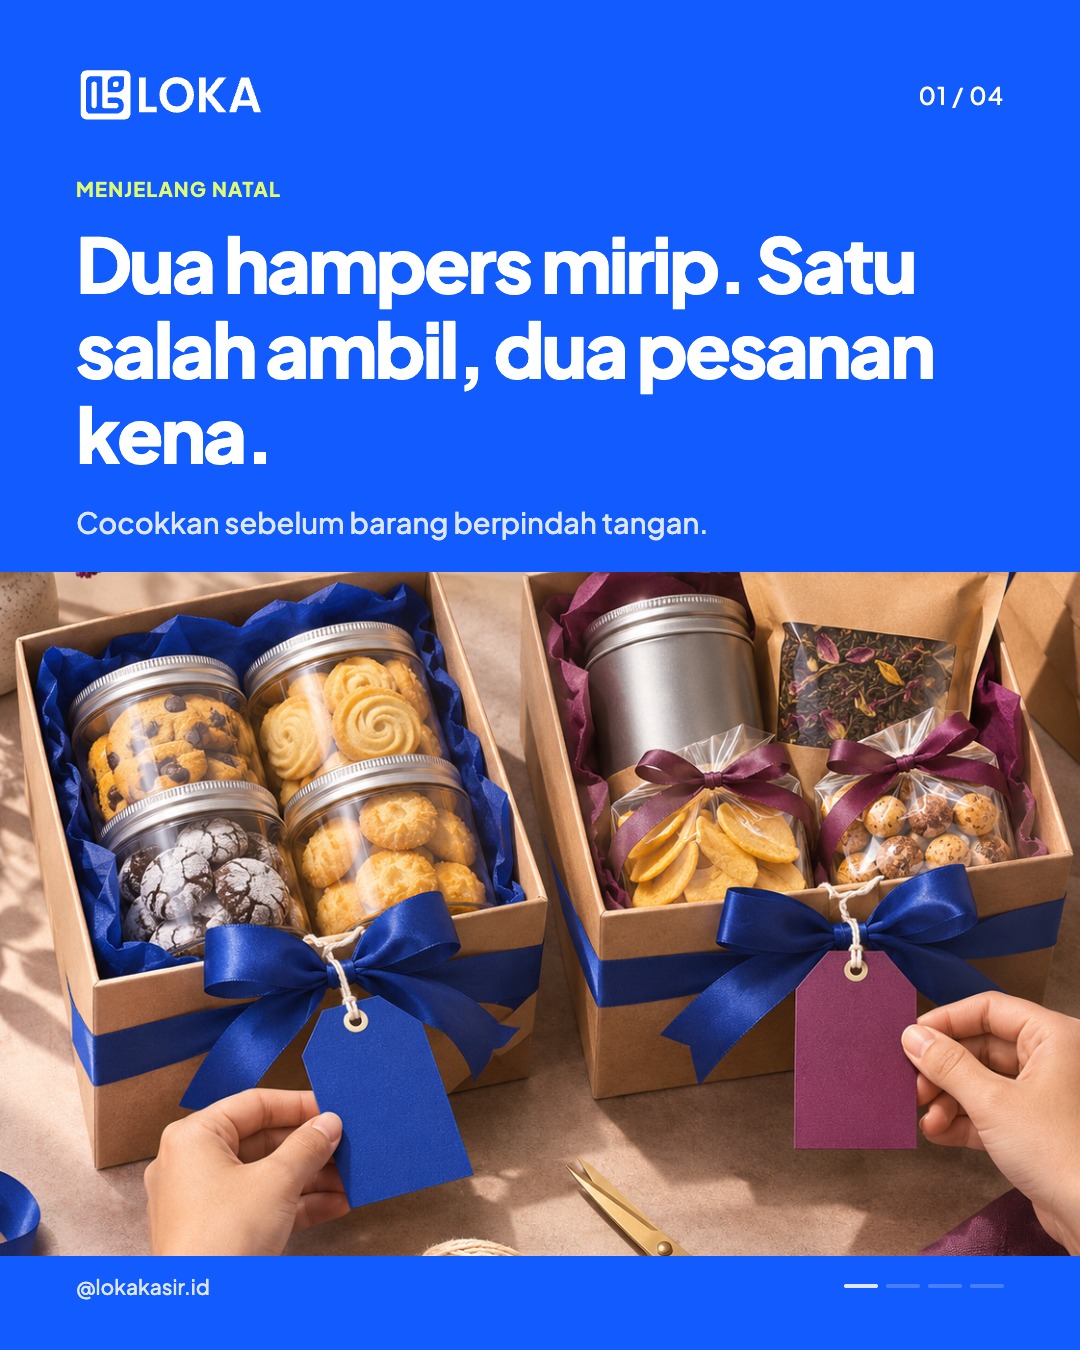 LOKA
01 / 04
MENJELANG NATAL
Dua hampers mirip. Satu
salah ambil, dua pesanan
kena.
Cocokkan sebelum barang berpindah tangan.
@lokakasir.id